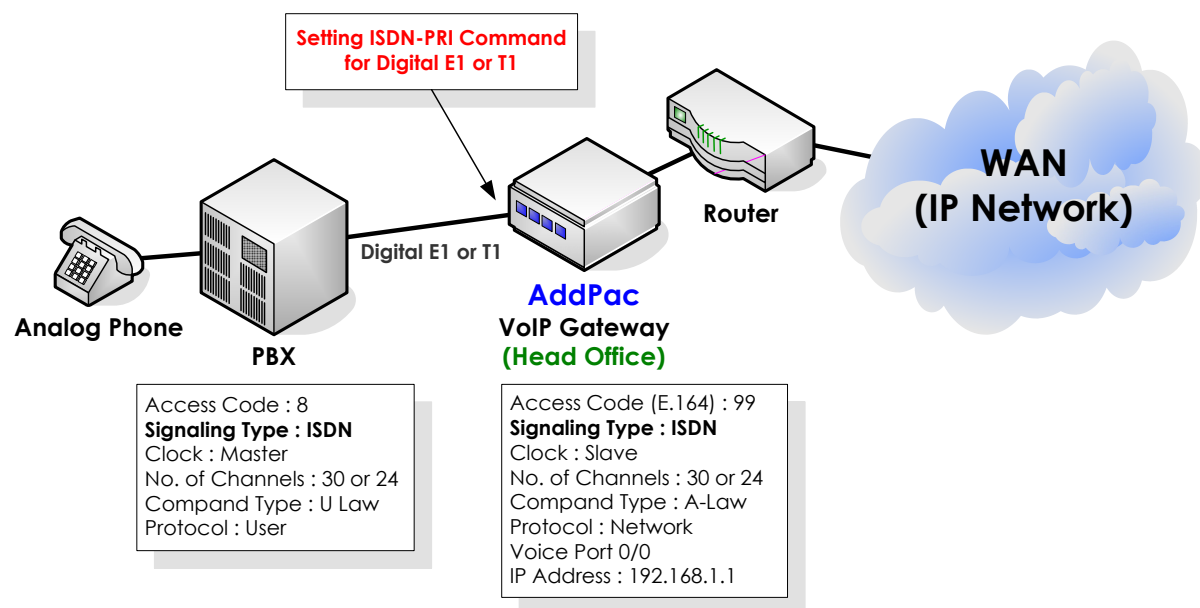 Setting ISDN-PRI Command
for Digital E1 or T1
WAN
(IP Network)
Router
Digital E1 or T1
AddPac
VoIP Gateway
(Head Office)
Analog Phone
PBX
Access Code : 8
Signaling Type : ISDN
Clock : Master
No. of Channels : 30 or 24
Compand Type : U Law
Protocol : User
Access Code (E.164) : 99
Signaling Type : ISDN
Clock : Slave
No. of Channels : 30 or 24
Compand Type : A-Law
Protocol : Network
Voice Port 0/0
IP Address : 192.168.1.1